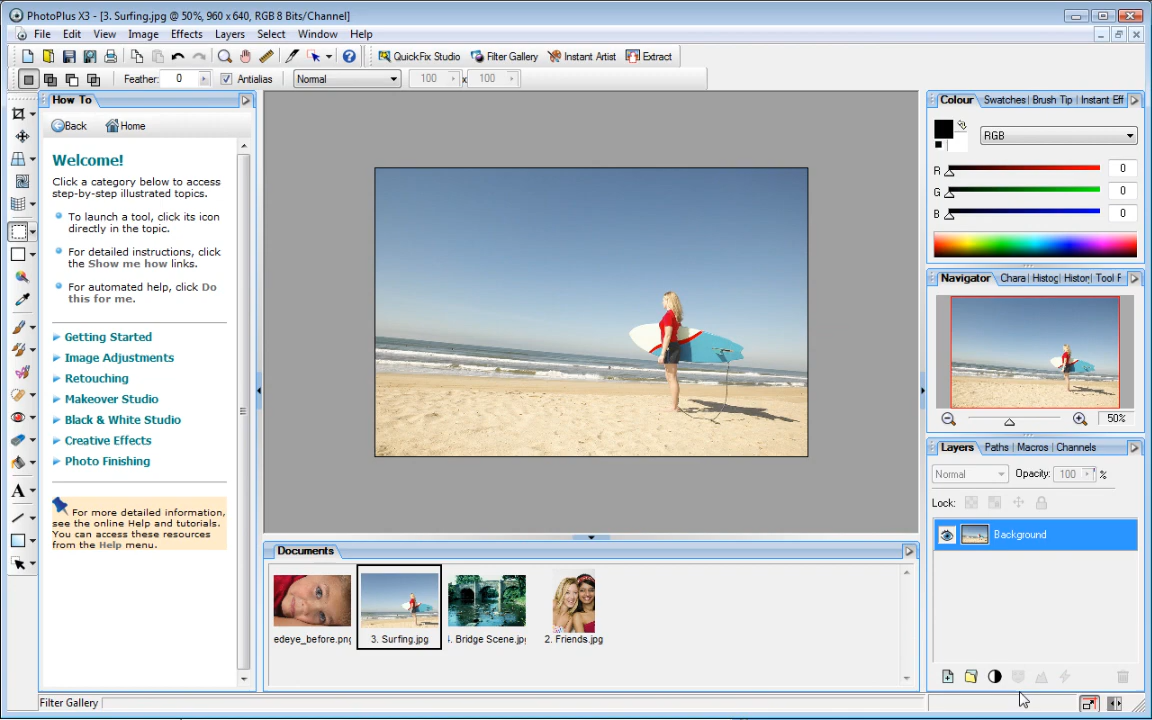 PhotoPlus X3 - [3. Surfing.jpg @ 50%, 960 x 640, RGB 8 Bits/Channel]
File Edit View Image Effects Layers Select Window Help
QuickFix Studio Filter Gallery Instant Artist Extract
Feather: 0 Antialias Normal 100 x 100
How To
Back Home
Welcome!
Click a category below to access
step-by-step illustrated topics.
To launch a tool, click its icon
directly in the topic.
For detailed instructions, click
the Show me how links.
For automated help, click Do
this for me.
Getting Started
Image Adjustments
Retouching
Makeover Studio
Black & White Studio
Creative Effects
Photo Finishing
For more detailed information,
see the online Help and tutorials.
You can access these resources
from the Help menu.
Documents
edeye_before.png
3. Surfing.jpg
4. Bridge Scene.jpg
2. Friends.jpg
Colour Swatches Brush Tip Instant Eff
RGB
R 0
G 0
B 0
Navigator Chara Histog Histor Tool F
50%
Layers Paths Macros Channels
Normal Opacity: 100 %
Lock:
Background
A
Filter Gallery